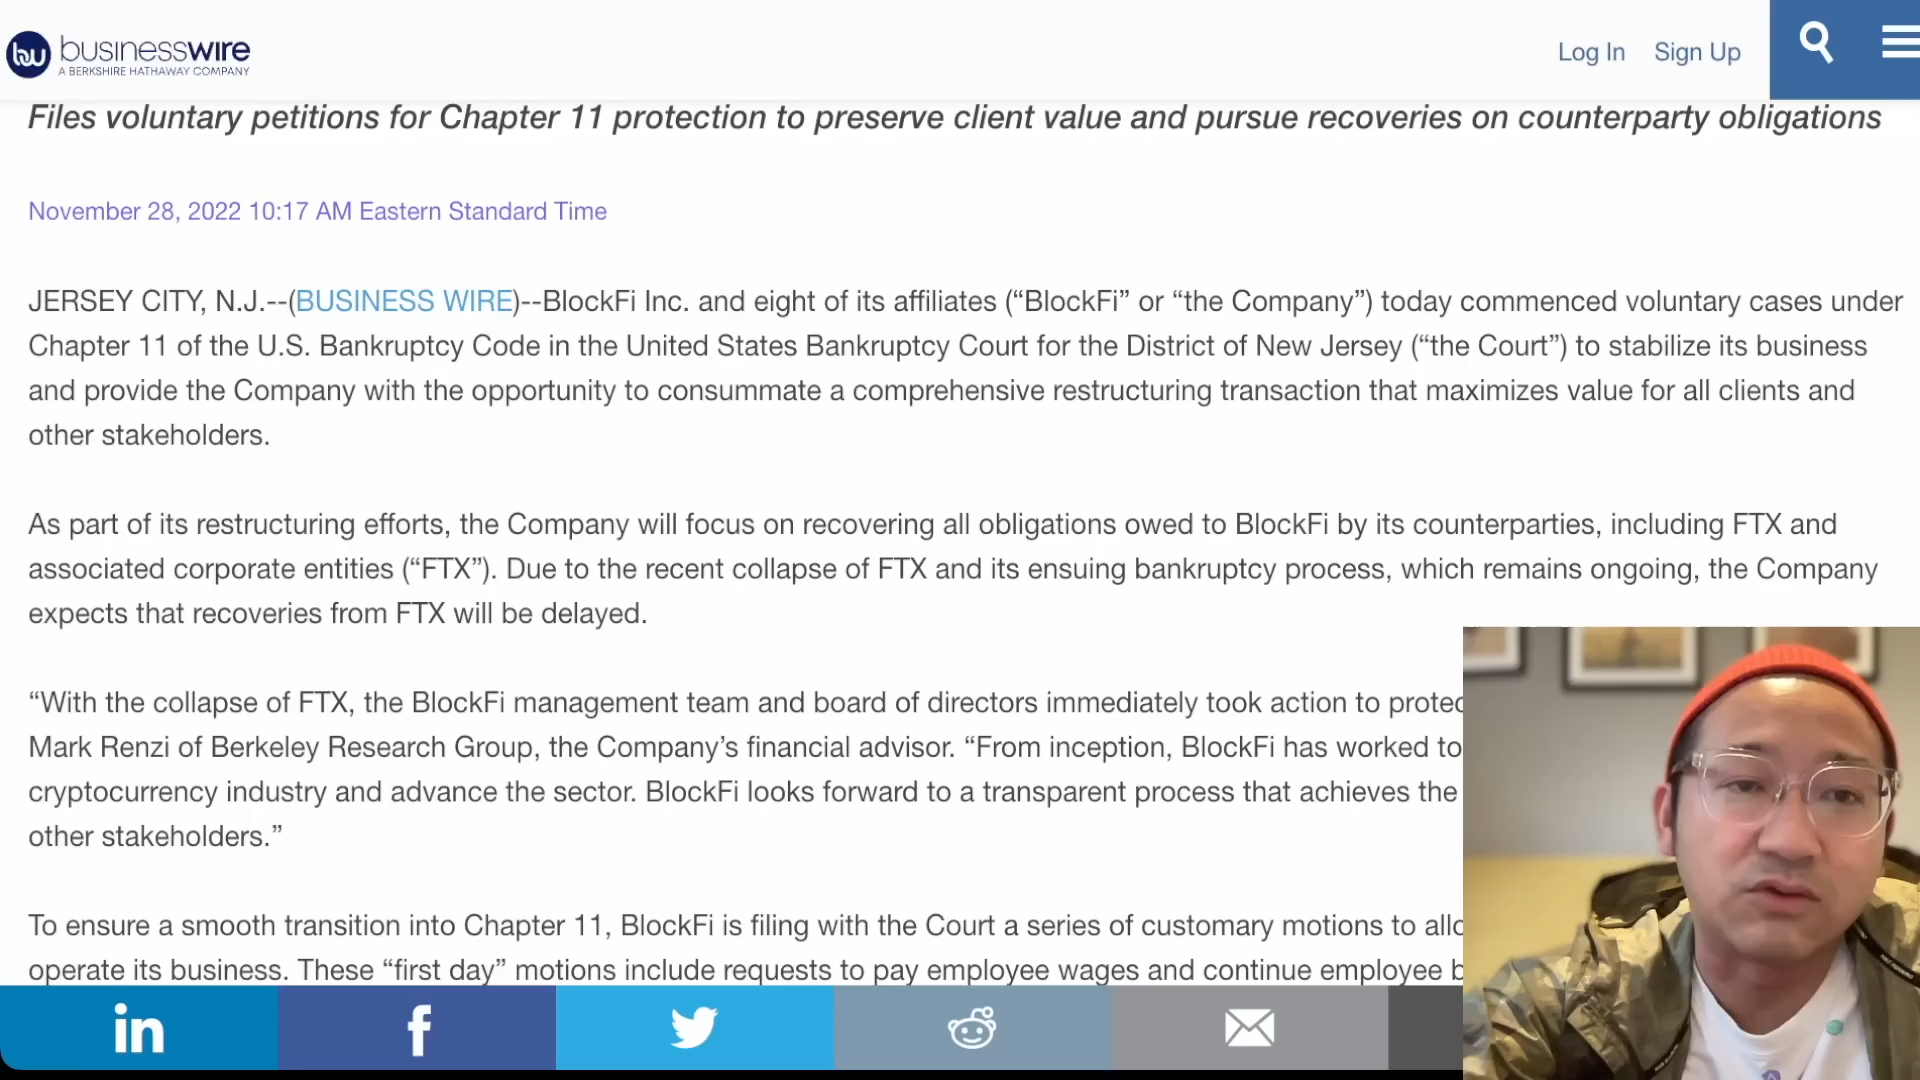 businesswire
A BERKSHIRE HATHAWAY COMPANY
Log In Sign Up
Files voluntary petitions for Chapter 11 protection to preserve client value and pursue recoveries on counterparty obligations
November 28, 2022 10:17 AM Eastern Standard Time
JERSEY CITY, N.J.--(BUSINESS WIRE)--BlockFi Inc. and eight of its affiliates (“BlockFi” or “the Company”) today commenced voluntary cases under
Chapter 11 of the U.S. Bankruptcy Code in the United States Bankruptcy Court for the District of New Jersey (“the Court”) to stabilize its business
and provide the Company with the opportunity to consummate a comprehensive restructuring transaction that maximizes value for all clients and
other stakeholders.
As part of its restructuring efforts, the Company will focus on recovering all obligations owed to BlockFi by its counterparties, including FTX and
associated corporate entities (“FTX”). Due to the recent collapse of FTX and its ensuing bankruptcy process, which remains ongoing, the Company
expects that recoveries from FTX will be delayed.
“With the collapse of FTX, the BlockFi management team and board of directors immediately took action to protec
Mark Renzi of Berkeley Research Group, the Company’s financial advisor. “From inception, BlockFi has worked to
cryptocurrency industry and advance the sector. BlockFi looks forward to a transparent process that achieves the
other stakeholders.”
To ensure a smooth transition into Chapter 11, BlockFi is filing with the Court a series of customary motions to allo
operate its business. These “first day” motions include requests to pay employee wages and continue employee b